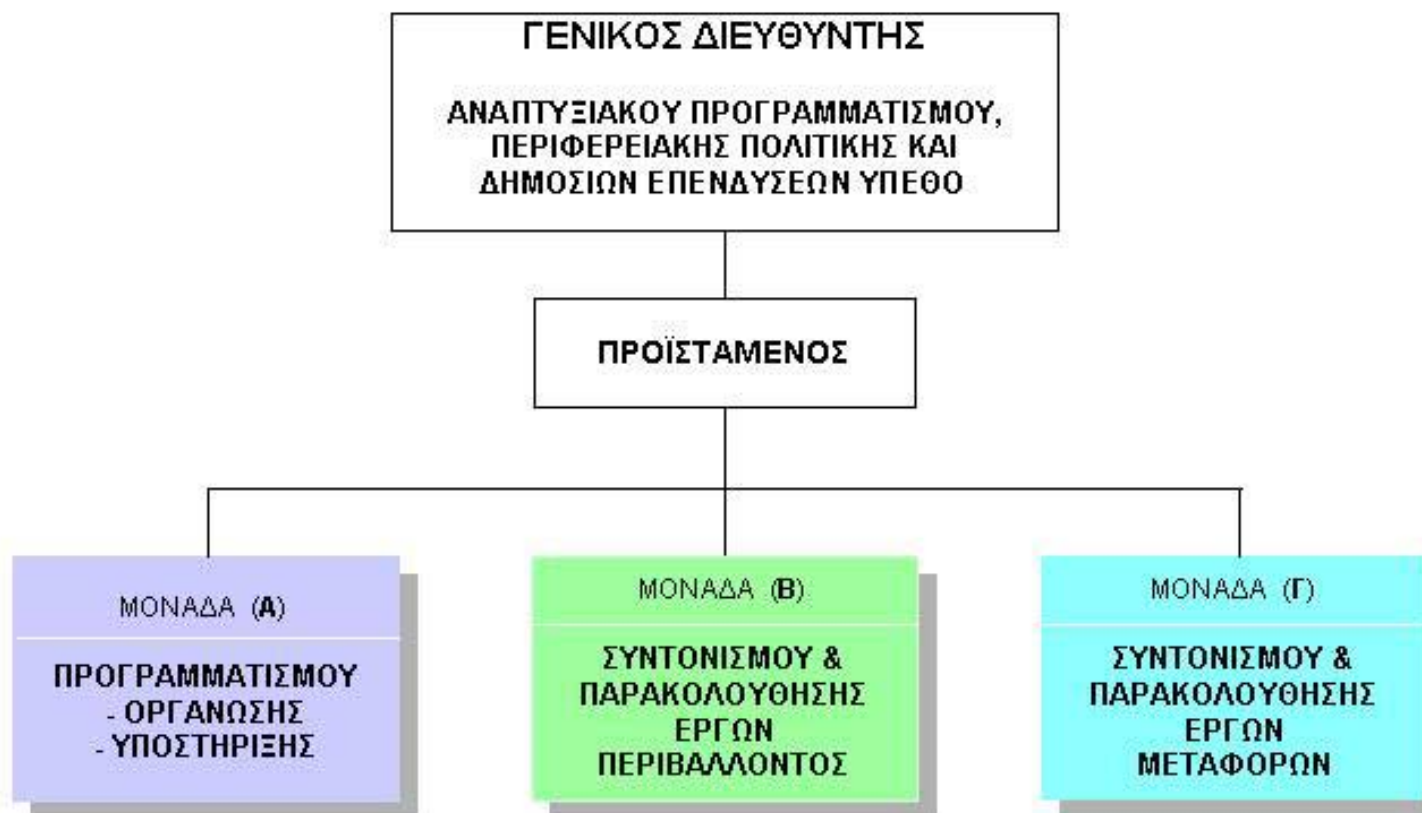 ΓΕΝΙΚΟΣ ΔΙΕΥΘΥΝΤΗΣ
ΑΝΑΠΤΥΞΙΑΚΟΥ ΠΡΟΓΡΑΜΜΑΤΙΣΜΟΥ,
ΠΕΡΙΦΕΡΕΙΑΚΗΣ ΠΟΛΙΤΙΚΗΣ ΚΑΙ
ΔΗΜΟΣΙΩΝ ΕΠΕΝΔΥΣΕΩΝ ΥΠΕΘΟ
ΠΡΟΪΣΤΑΜΕΝΟΣ
ΜΟΝΑΔΑ (Α)
ΠΡΟΓΡΑΜΜΑΤΙΣΜΟΥ
- ΟΡΓΑΝΩΣΗΣ
- ΥΠΟΣΤΗΡΙΞΗΣ
ΜΟΝΑΔΑ (Β)
ΣΥΝΤΟΝΙΣΜΟΥ &
ΠΑΡΑΚΟΛΟΥΘΗΣΗΣ
ΕΡΓΩΝ
ΠΕΡΙΒΑΛΛΟΝΤΟΣ
ΜΟΝΑΔΑ (Γ)
ΣΥΝΤΟΝΙΣΜΟΥ &
ΠΑΡΑΚΟΛΟΥΘΗΣΗΣ
ΕΡΓΩΝ
ΜΕΤΑΦΟΡΩΝ